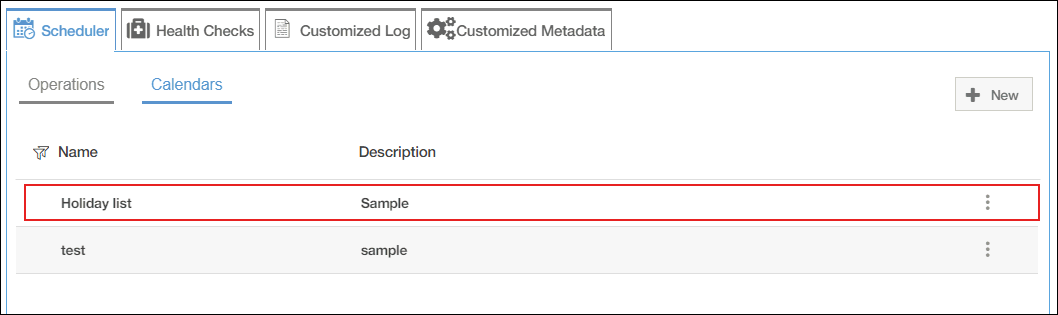 Scheduler Health Checks Customized Log Customized Metadata
Operations Calendars
New
Name Description
Holiday list Sample
test sample